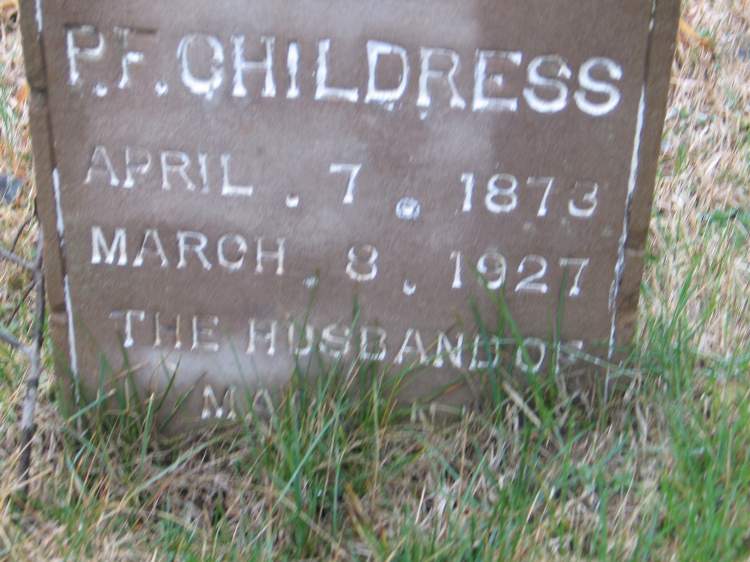 P.F. CHILDRESS
APRIL . 7 . 1873
MARCH . 8 . 1927
THE HUSBAND OF